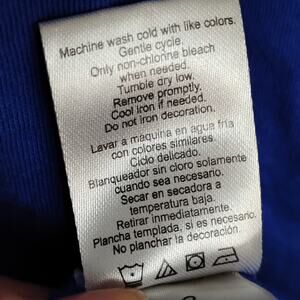 Machine wash cold with like colors.
Gentle cycle.
Only non-chlorine bleach
when needed.
Tumble dry low.
Remove promptly.
Cool iron if needed.
Do not iron decoration.
Lavar a máquina en agua fría
con colores similares.
Ciclo delicado.
Blanqueador sin cloro solamente
cuando sea necesario.
Secar en secadora a
temperatura baja.
Retirar inmediatamente.
Plancha templada, si es necesario.
No planchar la decoración.